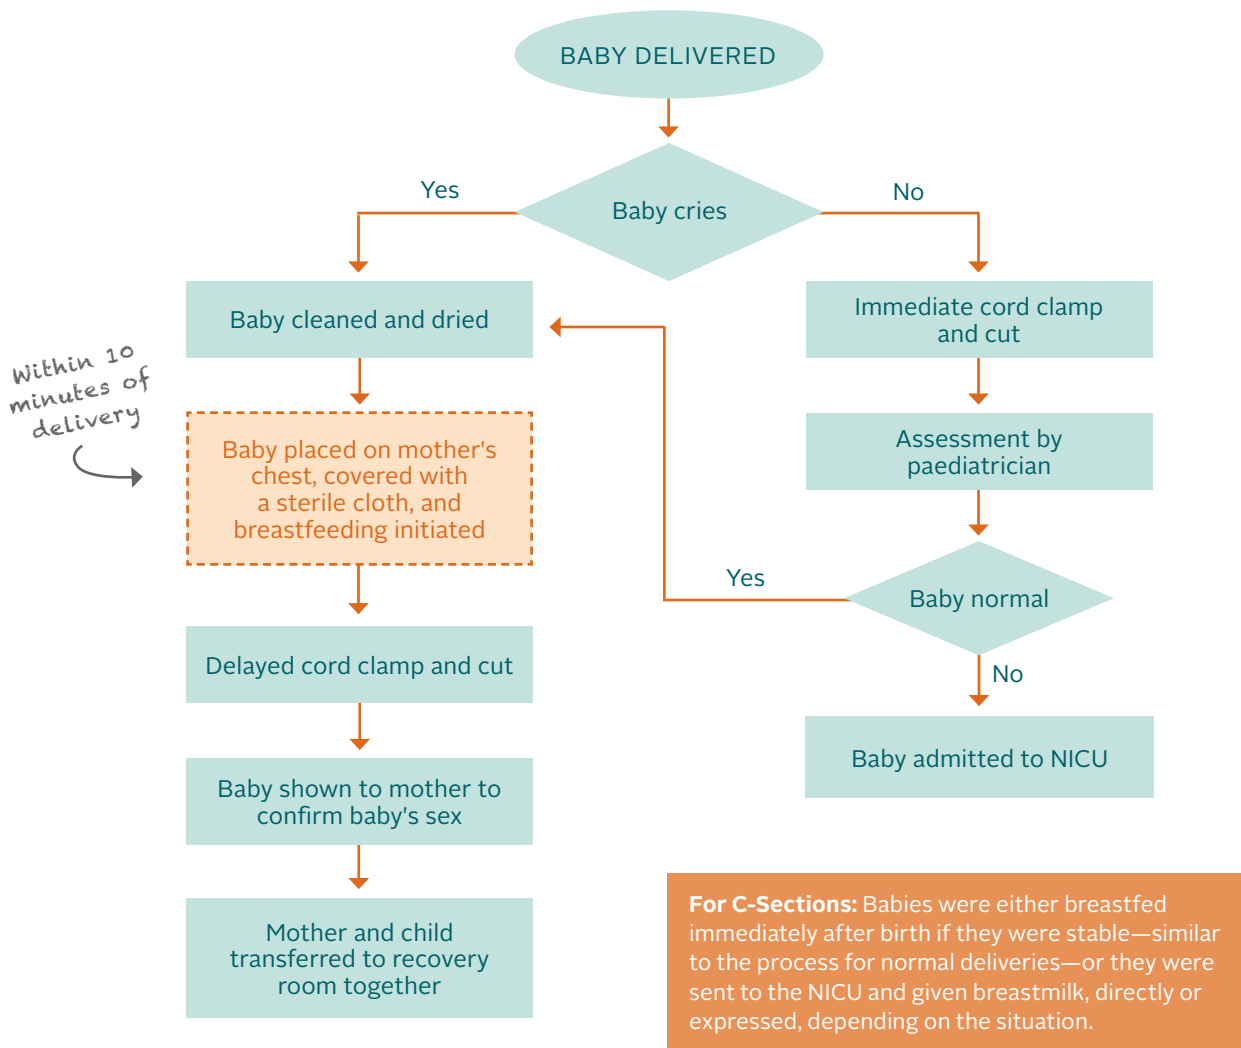 BABY DELIVERED
Baby cries
Yes
No
Baby cleaned and dried
Immediate cord clamp
and cut
Within 10
minutes of
delivery
Baby placed on mother's
chest, covered with
a sterile cloth, and
breastfeeding initiated
Assessment by
paediatrician
Yes
Baby normal
No
Delayed cord clamp and cut
Baby admitted to NICU
Baby shown to mother to
confirm baby's sex
Mother and child
transferred to recovery
room together
For C-Sections: Babies were either breastfed
immediately after birth if they were stable—similar
to the process for normal deliveries—or they were
sent to the NICU and given breastmilk, directly or
expressed, depending on the situation.